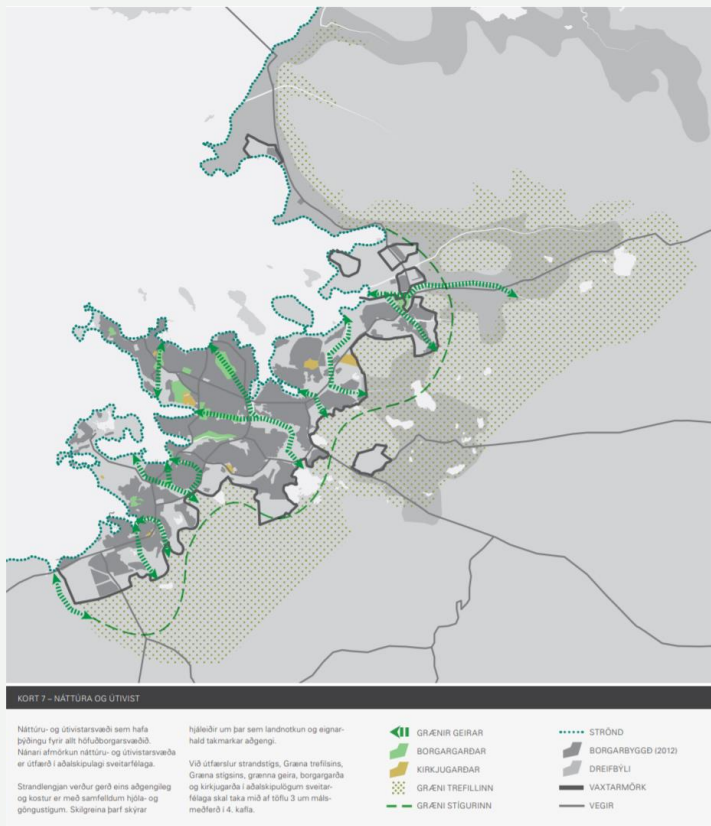 KORT 7 – NÁTTÚRA OG ÚTIVIST
Náttúru- og útivistarsvæði sem hafa
þýðingu fyrir allt höfuðborgarsvæðið.
Nánari afmörkun náttúru- og útivistarsvæða
er útfærð í aðalskipulagi sveitarfélaga.
Strandlengjan verður gerð eins aðgengileg
og kostur er með samfelldum hjóla- og
göngustígum. Skilgreina þarf skýrar
hjáleiðir um þar sem landnotkun og eignar-
hald takmarkar aðgengi.
Við útfærslur strandstígs, Græna trefilsins,
Græna stígsins, grænna geira, borgargarða
og kirkjugarða í aðalskipulögum sveitar-
félaga skal taka mið af töflu 3 um máls-
meðferð í 4. kafla.
GRÆNIR GEIRAR
BORGARGARÐAR
KIRKJUGARÐAR
GRÆNI TREFILLINN
GRÆNI STÍGURINN
STRÖND
BORGARBYGGÐ (2012)
DREIFBÝLI
VAXTARMÖRK
VEGIR